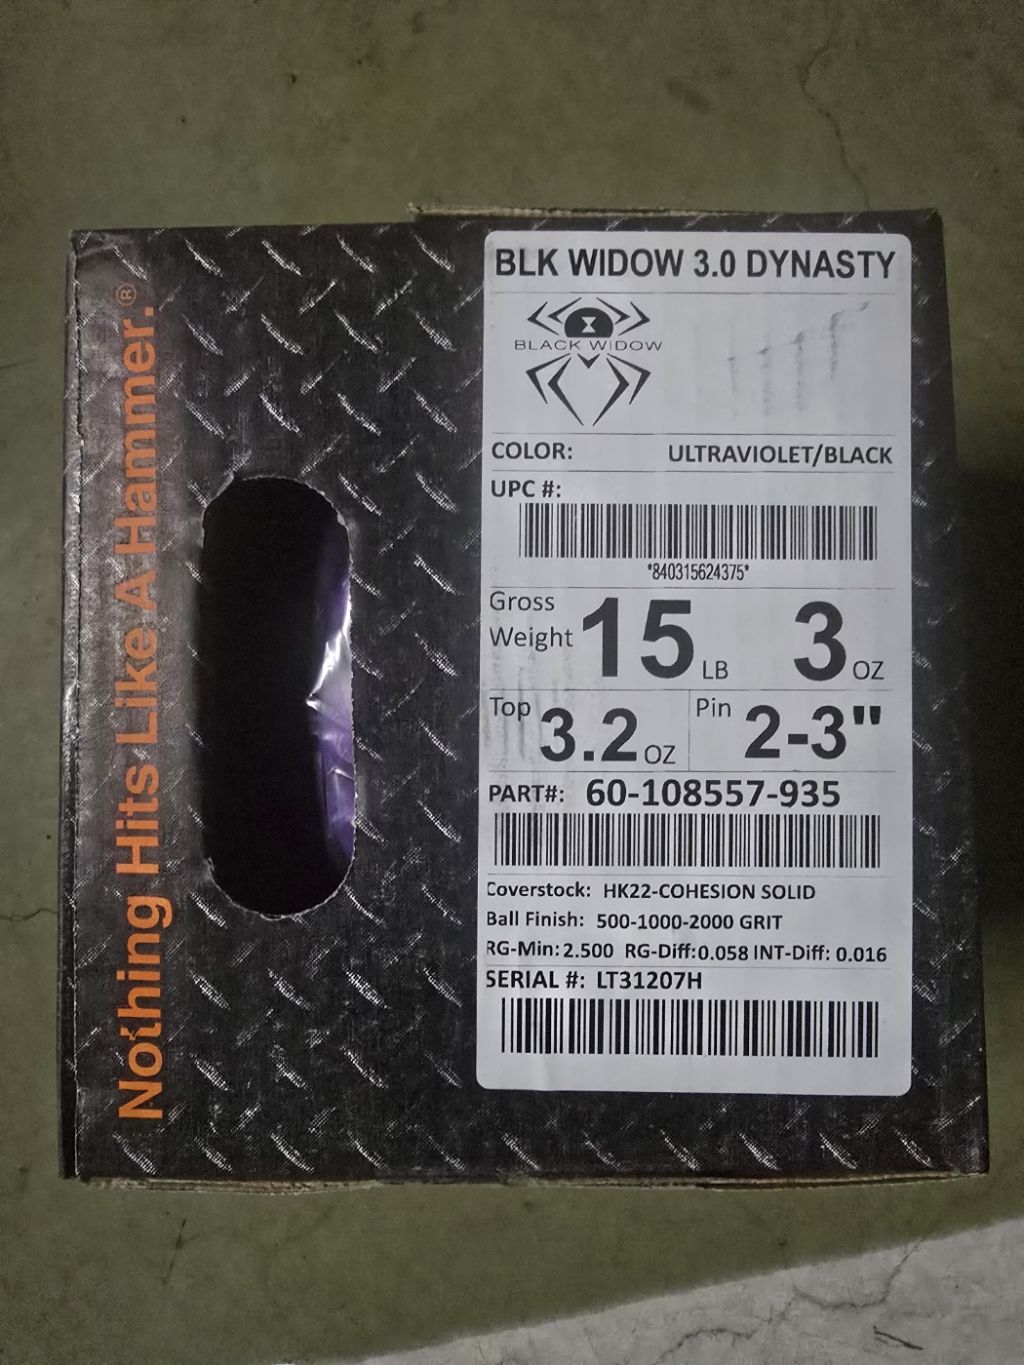 Nothing Hits Like A Hammer.®
BLK WIDOW 3.0 DYNASTY
BLACK WIDOW
COLOR: ULTRAVIOLET/BLACK
UPC #:
*840315624375*
Gross Weight 15 LB 3 OZ
Top 3.2 OZ Pin 2-3"
PART#: 60-108557-935
Coverstock: HK22-COHESION SOLID
Ball Finish: 500-1000-2000 GRIT
RG-Min: 2.500 RG-Diff: 0.058 INT-Diff: 0.016
SERIAL #: LT31207H